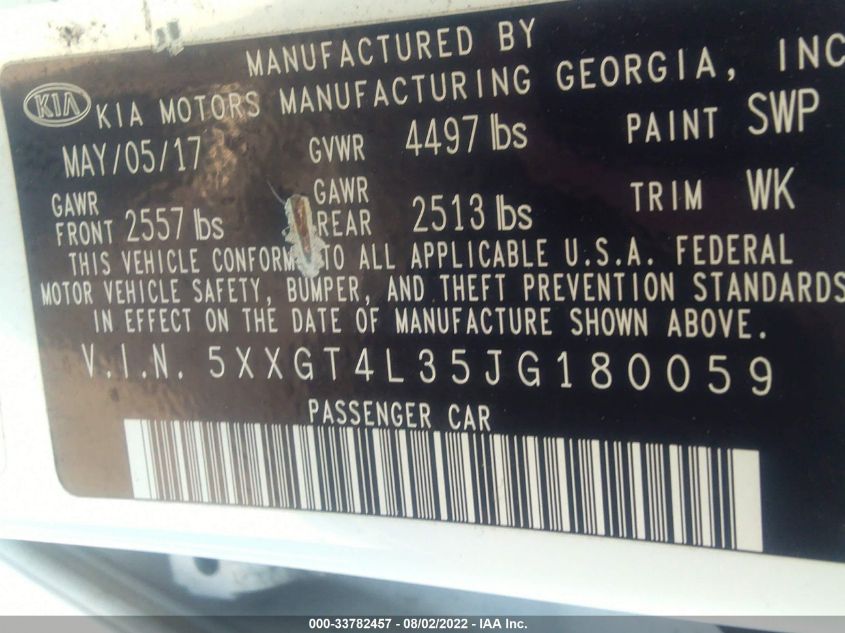 MANUFACTURED BY
KIA KIA MOTORS MANUFACTURING GEORGIA, INC
MAY/05/17 GVWR 4497 lbs PAINT SWP
GAWR FRONT 2557 lbs GAWR REAR 2513 lbs TRIM WK
THIS VEHICLE CONFORM TO ALL APPLICABLE U.S.A. FEDERAL
MOTOR VEHICLE SAFETY, BUMPER, AND THEFT PREVENTION STANDARDS
IN EFFECT ON THE DATE OF MANUFACTURE SHOWN ABOVE.
V.I.N. 5XXGT4L35JG180059
PASSENGER CAR
000-33782457 - 08/02/2022 - IAA Inc.